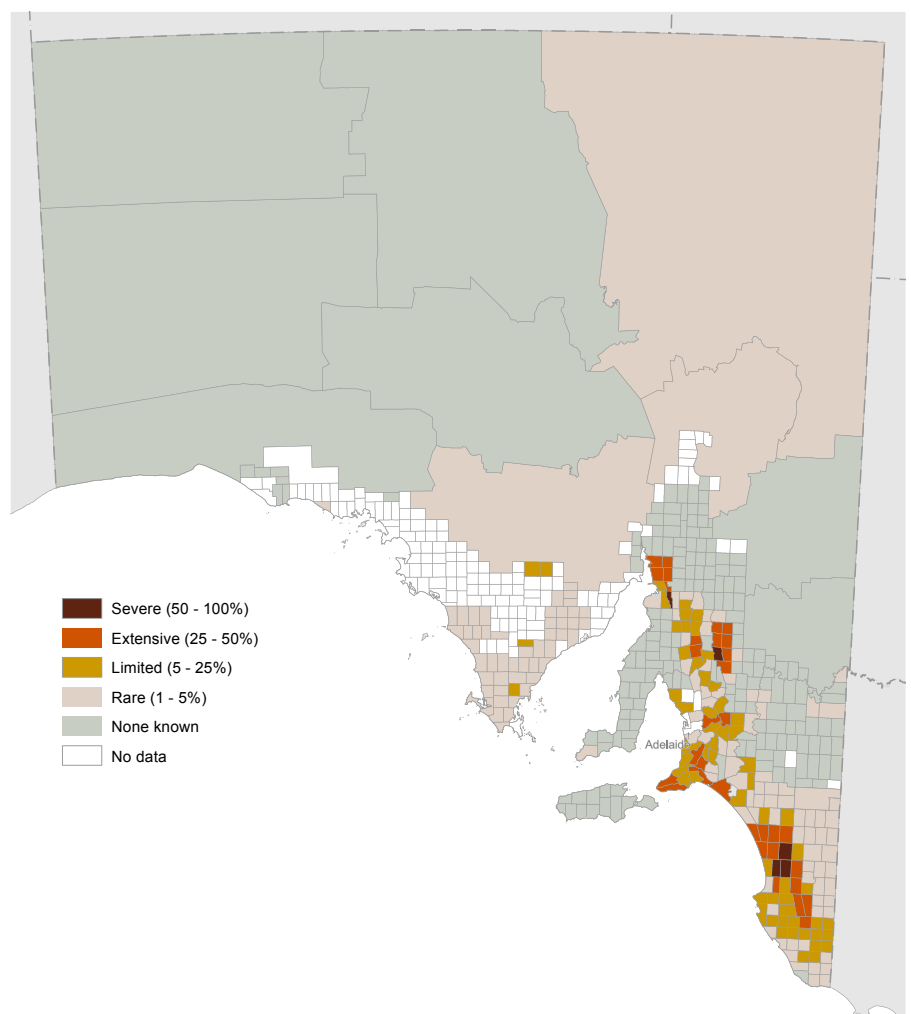 Severe (50 - 100%)
Extensive (25 - 50%)
Limited (5 - 25%)
Rare (1 - 5%)
None known
No data
Adelaide